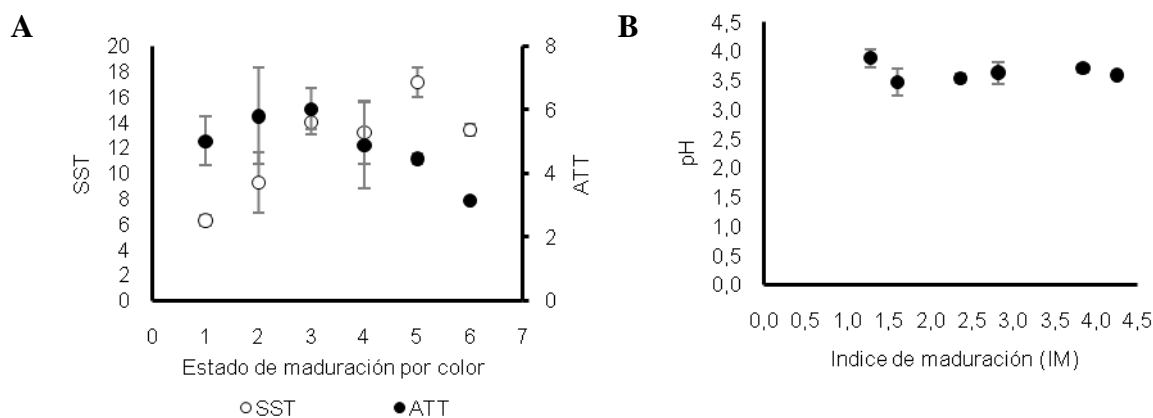 A
20
18
16
14
12
10
8
6
4
2
0
SST
8
6
4
2
0
ATT
0 1 2 3 4 5 6 7
Estado de maduración por color
SST ATT
B
4,5
4,0
3,5
3,0
2,5
2,0
1,5
1,0
0,5
0,0
pH
0,0 0,5 1,0 1,5 2,0 2,5 3,0 3,5 4,0 4,5
Indice de maduración (IM)